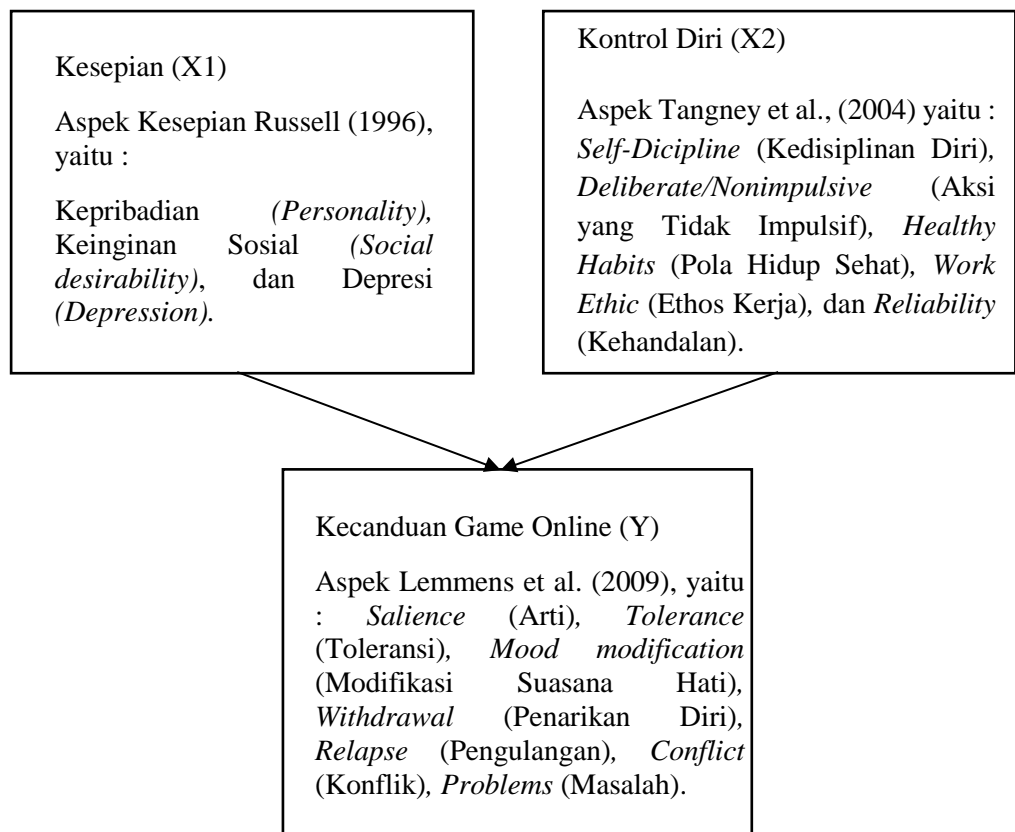 Kesepian (X1)
Aspek Kesepian Russell (1996),
yaitu :
Kepribadian (Personality),
Keinginan Sosial (Social
desirability), dan Depresi
(Depression).
Kontrol Diri (X2)
Aspek Tangney et al., (2004) yaitu :
Self-Dicipline (Kedisiplinan Diri),
Deliberate/Nonimpulsive (Aksi
yang Tidak Impulsif), Healthy
Habits (Pola Hidup Sehat), Work
Ethic (Ethos Kerja), dan Reliability
(Kehandalan).
Kecanduan Game Online (Y)
Aspek Lemmens et al. (2009), yaitu
: Salience (Arti), Tolerance
(Toleransi), Mood modification
(Modifikasi Suasana Hati),
Withdrawal (Penarikan Diri),
Relapse (Pengulangan), Conflict
(Konflik), Problems (Masalah).